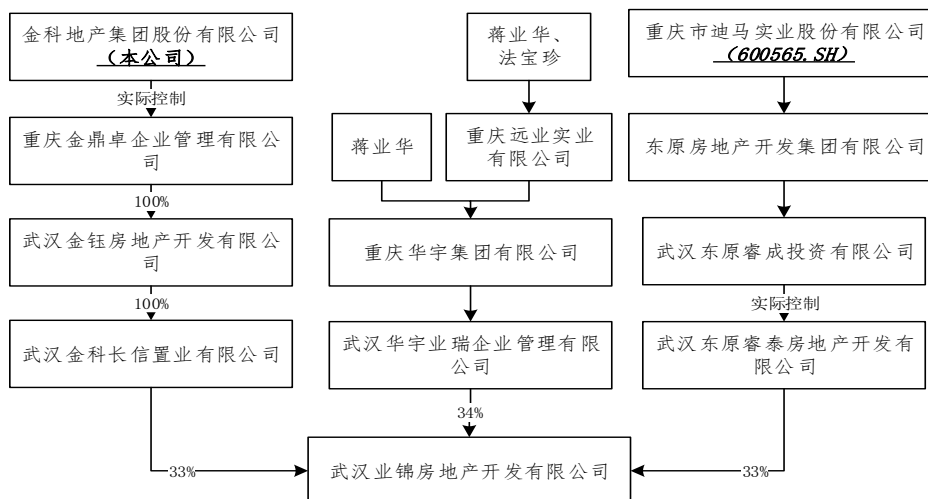 金科地产集团股份有限公司
（本公司）
实际控制
重庆金鼎卓企业管理有限公
司
100%
武汉金钰房地产开发有限公
司
100%
武汉金科长信置业有限公司
33%
蒋业华、
法宝珍
蒋业华
重庆远业实业
有限公司
重庆华宇集团有限公司
武汉华宇业瑞企业管理有限
公司
34%
重庆市迪马实业股份有限公司
（600565.SH）
东原房地产开发集团有限公司
武汉东原睿成投资有限公司
实际控制
武汉东原睿泰房地产开发有
限公司
33%
武汉业锦房地产开发有限公司